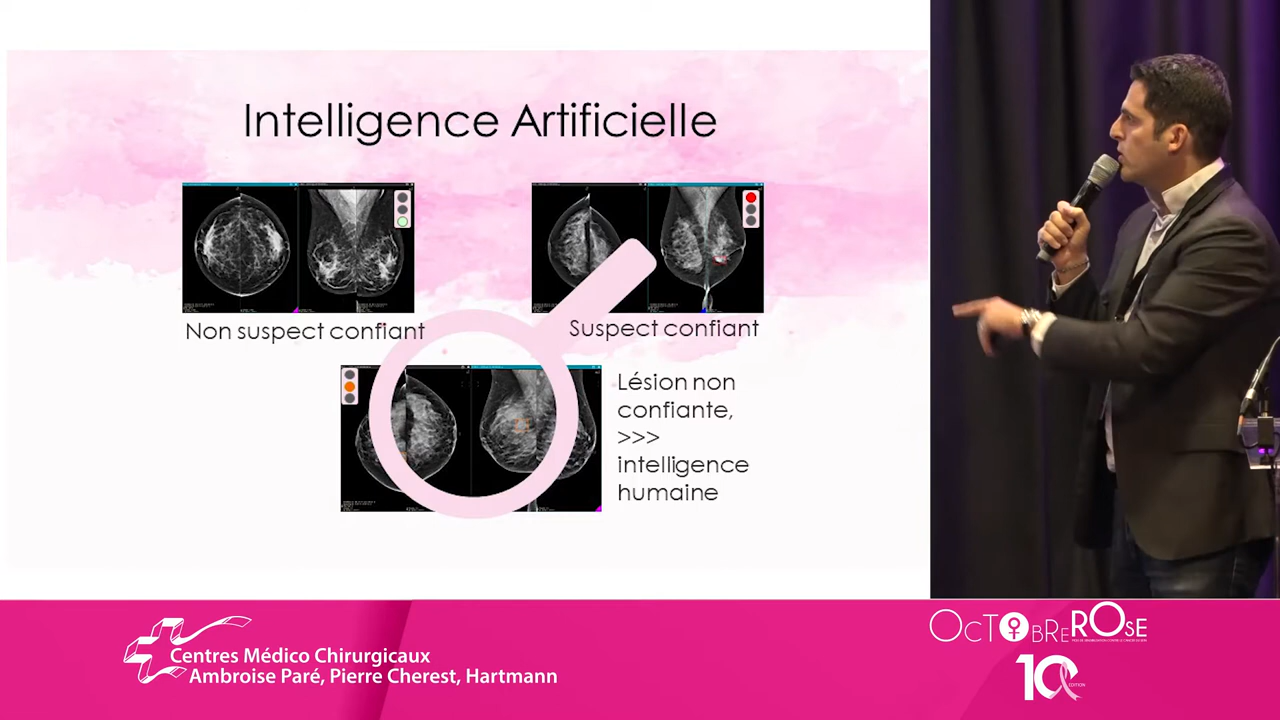 Intelligence Artificielle
Non suspect confiant
Suspect confiant
Lésion non
confiante,
>>>
intelligence
humaine
Centres Médico Chirurgicaux
Ambroise Paré, Pierre Cherest, Hartmann
OCTOBRE ROSE
10
EDITION